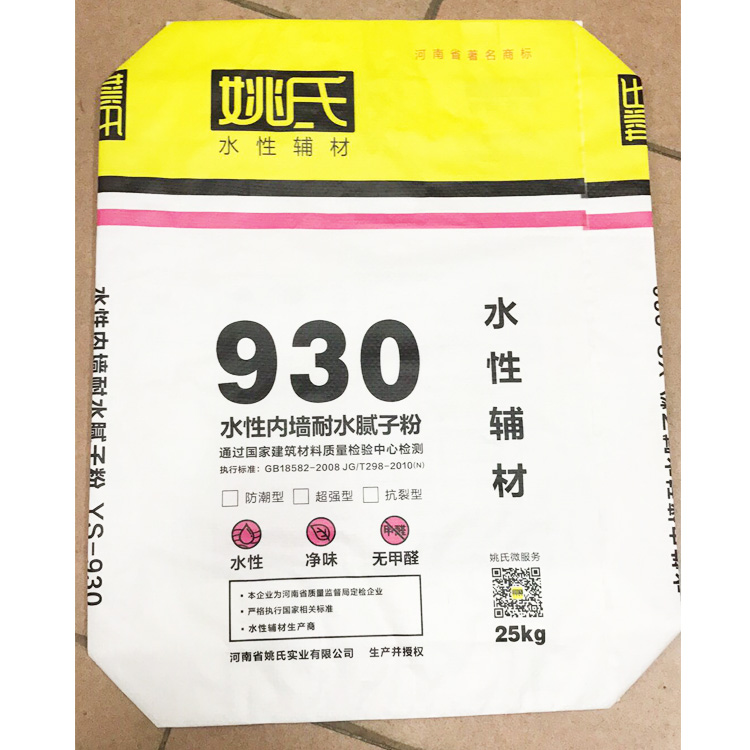 河南省著名商标
姚氏
水性辅材
930
水性内墙耐水腻子粉
通过国家建筑材料质量检验中心检测
执行标准：GB18582-2008 JG/T298-2010(N)
防潮型 超强型 抗裂型
水性 净味 无甲醛
甲醛
• 本企业为河南省质量监督局定检企业
• 严格执行国家相关标准
• 水性辅材生产商
河南省姚氏实业有限公司 生产并授权
水性辅材
姚氏微服务
25kg
水性内墙耐水腻子粉 YS-930